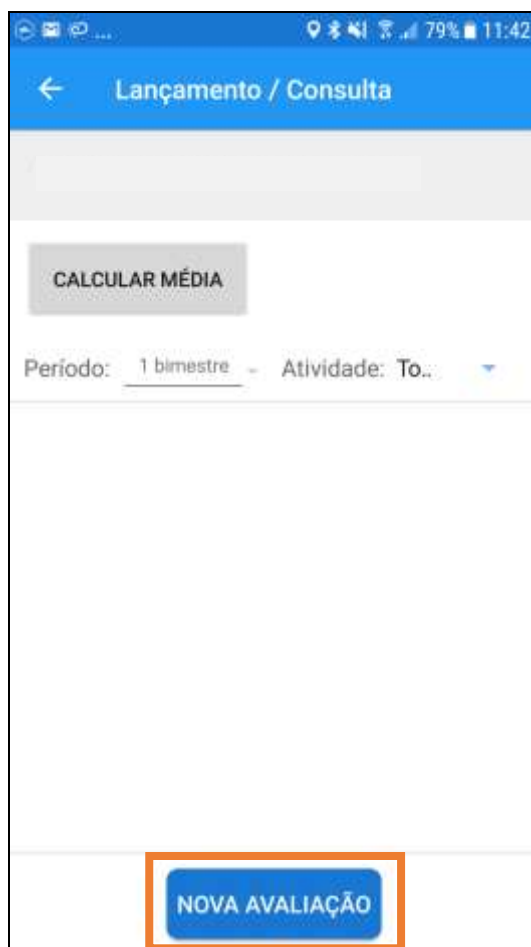 ... 79% 11:42
Lançamento / Consulta
CALCULAR MÉDIA
Período: 1 bimestre Atividade: To..
NOVA AVALIAÇÃO